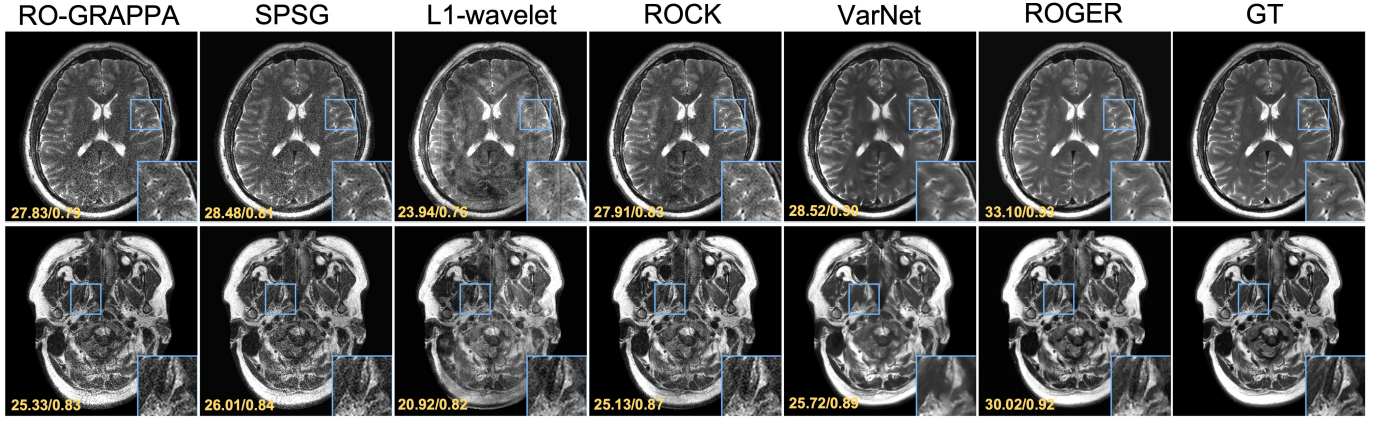 RO-GRAPPA SPSG L1-wavelet ROCK VarNet ROGER GT
27.83/0.79 28.48/0.81 23.94/0.76 27.91/0.83 28.52/0.90 33.10/0.93
25.33/0.83 26.01/0.84 20.92/0.82 25.13/0.87 25.72/0.89 30.02/0.92